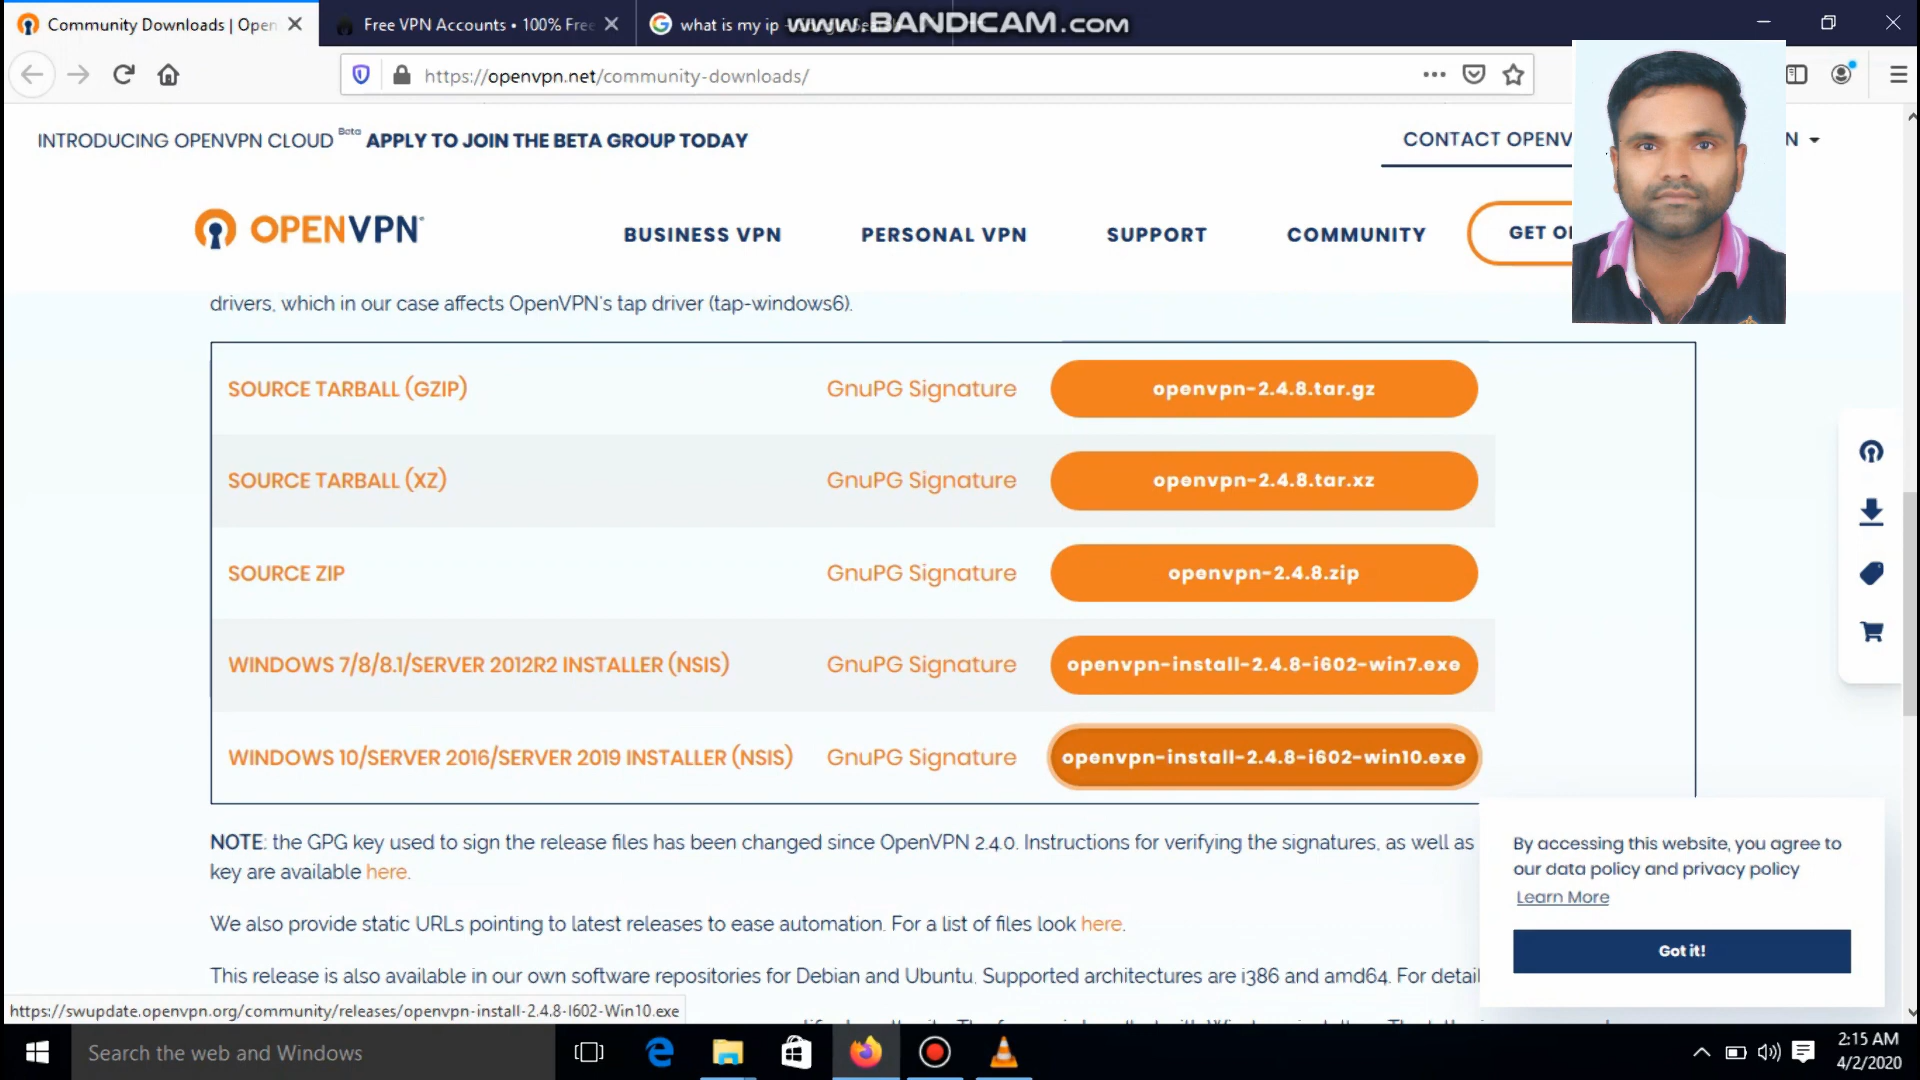 Community Downloads | Open
Free VPN Accounts • 100% Free
what is my ip
www.BANDICAM.com
https://openvpn.net/community-downloads/
INTRODUCING OPENVPN CLOUD Beta APPLY TO JOIN THE BETA GROUP TODAY
CONTACT OPENV
N
OPENVPN
BUSINESS VPN
PERSONAL VPN
SUPPORT
COMMUNITY
GET O
drivers, which in our case affects OpenVPN's tap driver (tap-windows6).
SOURCE TARBALL (GZIP) GnuPG Signature openvpn-2.4.8.tar.gz
SOURCE TARBALL (XZ) GnuPG Signature openvpn-2.4.8.tar.xz
SOURCE ZIP GnuPG Signature openvpn-2.4.8.zip
WINDOWS 7/8/8.1/SERVER 2012R2 INSTALLER (NSIS) GnuPG Signature openvpn-install-2.4.8-i602-win7.exe
WINDOWS 10/SERVER 2016/SERVER 2019 INSTALLER (NSIS) GnuPG Signature openvpn-install-2.4.8-i602-win10.exe
NOTE: the GPG key used to sign the release files has been changed since OpenVPN 2.4.0. Instructions for verifying the signatures, as well as
key are available here.
We also provide static URLs pointing to latest releases to ease automation. For a list of files look here.
This release is also available in our own software repositories for Debian and Ubuntu, Supported architectures are i386 and amd64. For detail
By accessing this website, you agree to
our data policy and privacy policy
Learn More
Got it!
https://swupdate.openvpn.org/community/releases/openvpn-install-2.4.8-I602-Win10.exe
Search the web and Windows
2:15 AM
4/2/2020